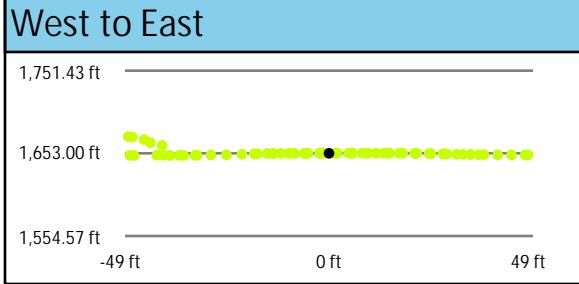 West to East
1,751.43 ft
1,653.00 ft
1,554.57 ft
-49 ft 0 ft 49 ft